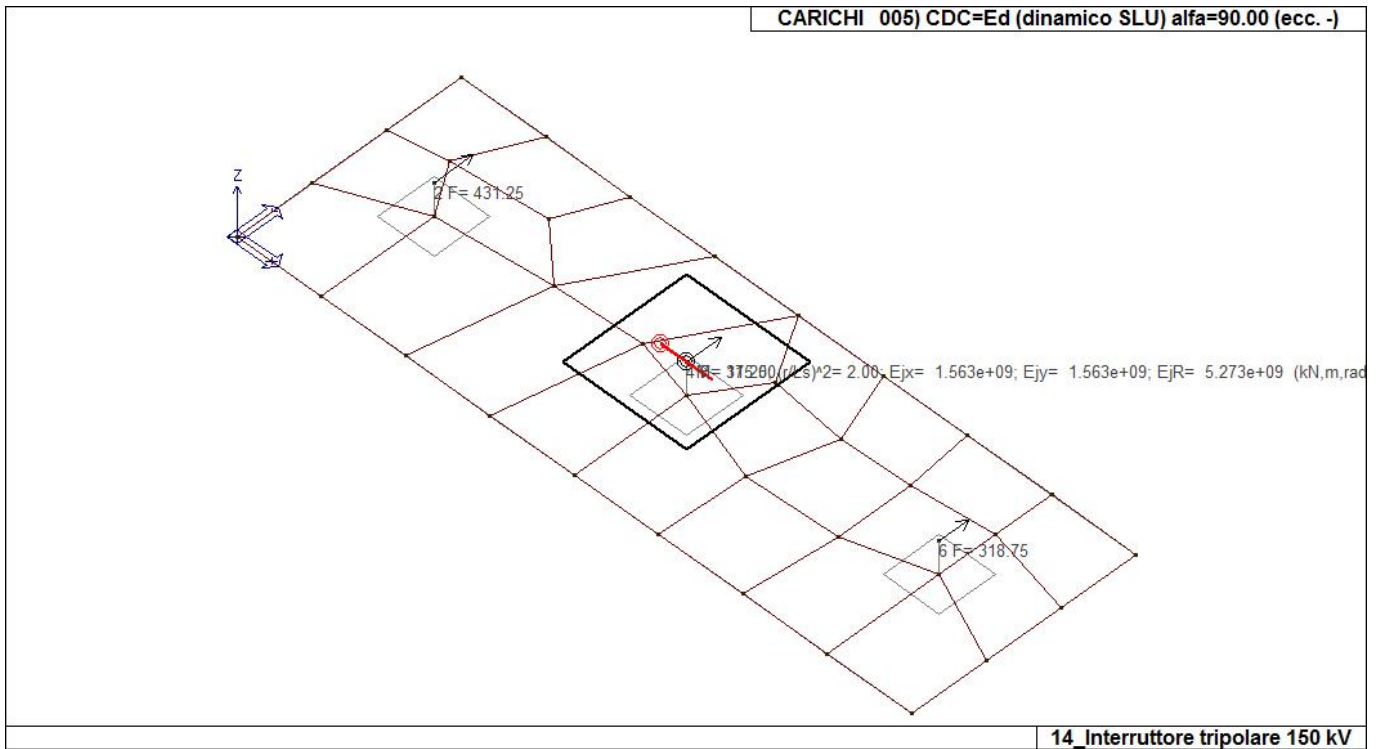 CARICHI 005) CDC=Ed (dinamico SLU) alfa=90.00 (ecc. -)
Z
2 F= 431.25
(r/Ls)^2= 2.00; Ejx= 1.563e+09; Ejy= 1.563e+09; EjR= 5.273e+09 (kN,m,rad
6 F= 318.75
14_Interruttore tripolare 150 kV